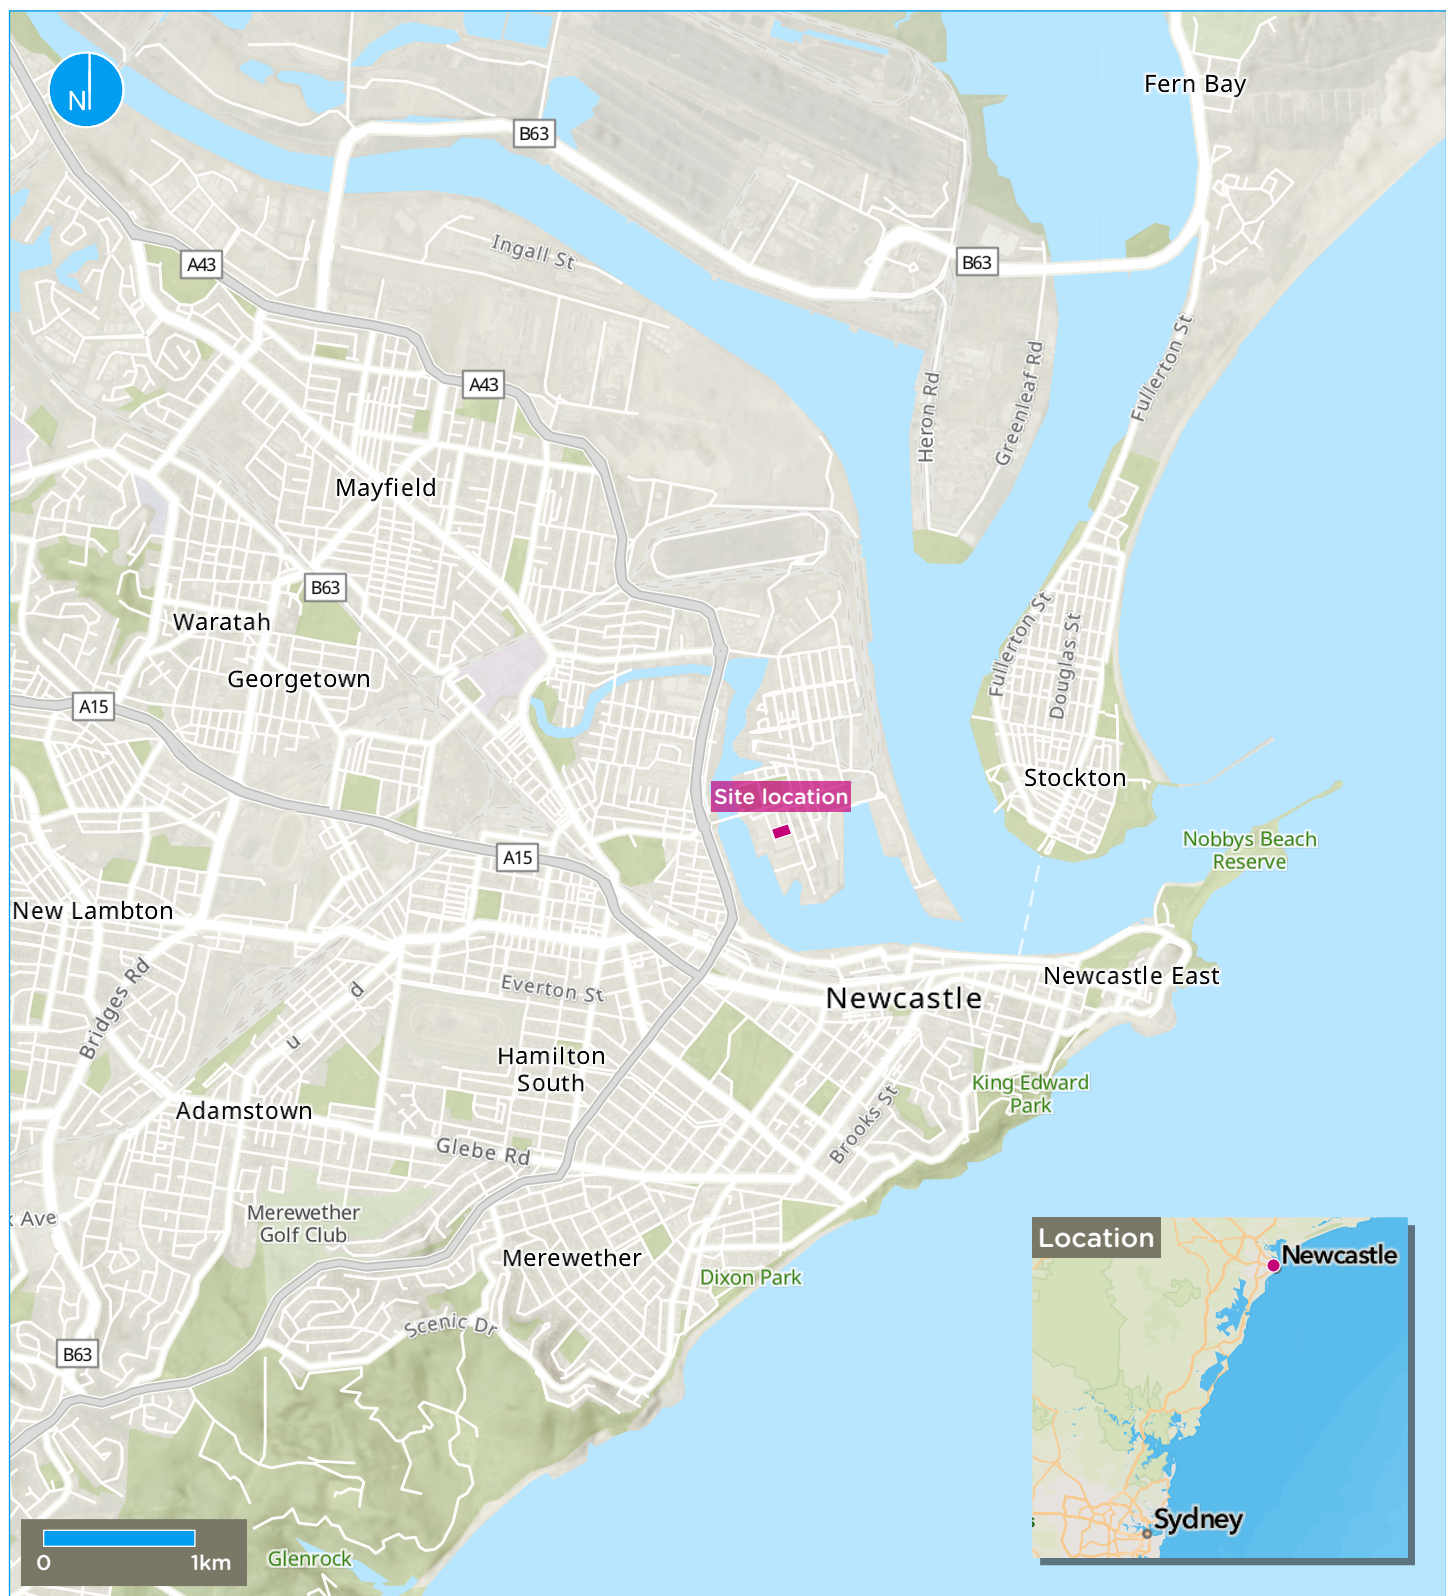 Fern Bay
N
B63
Ingall St
A43
B63
Fullerton St
Heron Rd
Greenleaf Rd
A43
Mayfield
B63
Waratah
Fullerton St
Douglas St
Georgetown
A15
Stockton
Site location
Nobbys Beach
Reserve
A15
New Lambton
Bridges Rd
Everton St
Newcastle East
Newcastle
u d
Hamilton
South
King Edward
Park
Adamstown
Brooks St
Glebe Rd
k Ave
Merewether
Golf Club
Merewether
Dixon Park
Location
Newcastle
Scenic Dr
B63
Sydney
s
0 1km
Glenrock